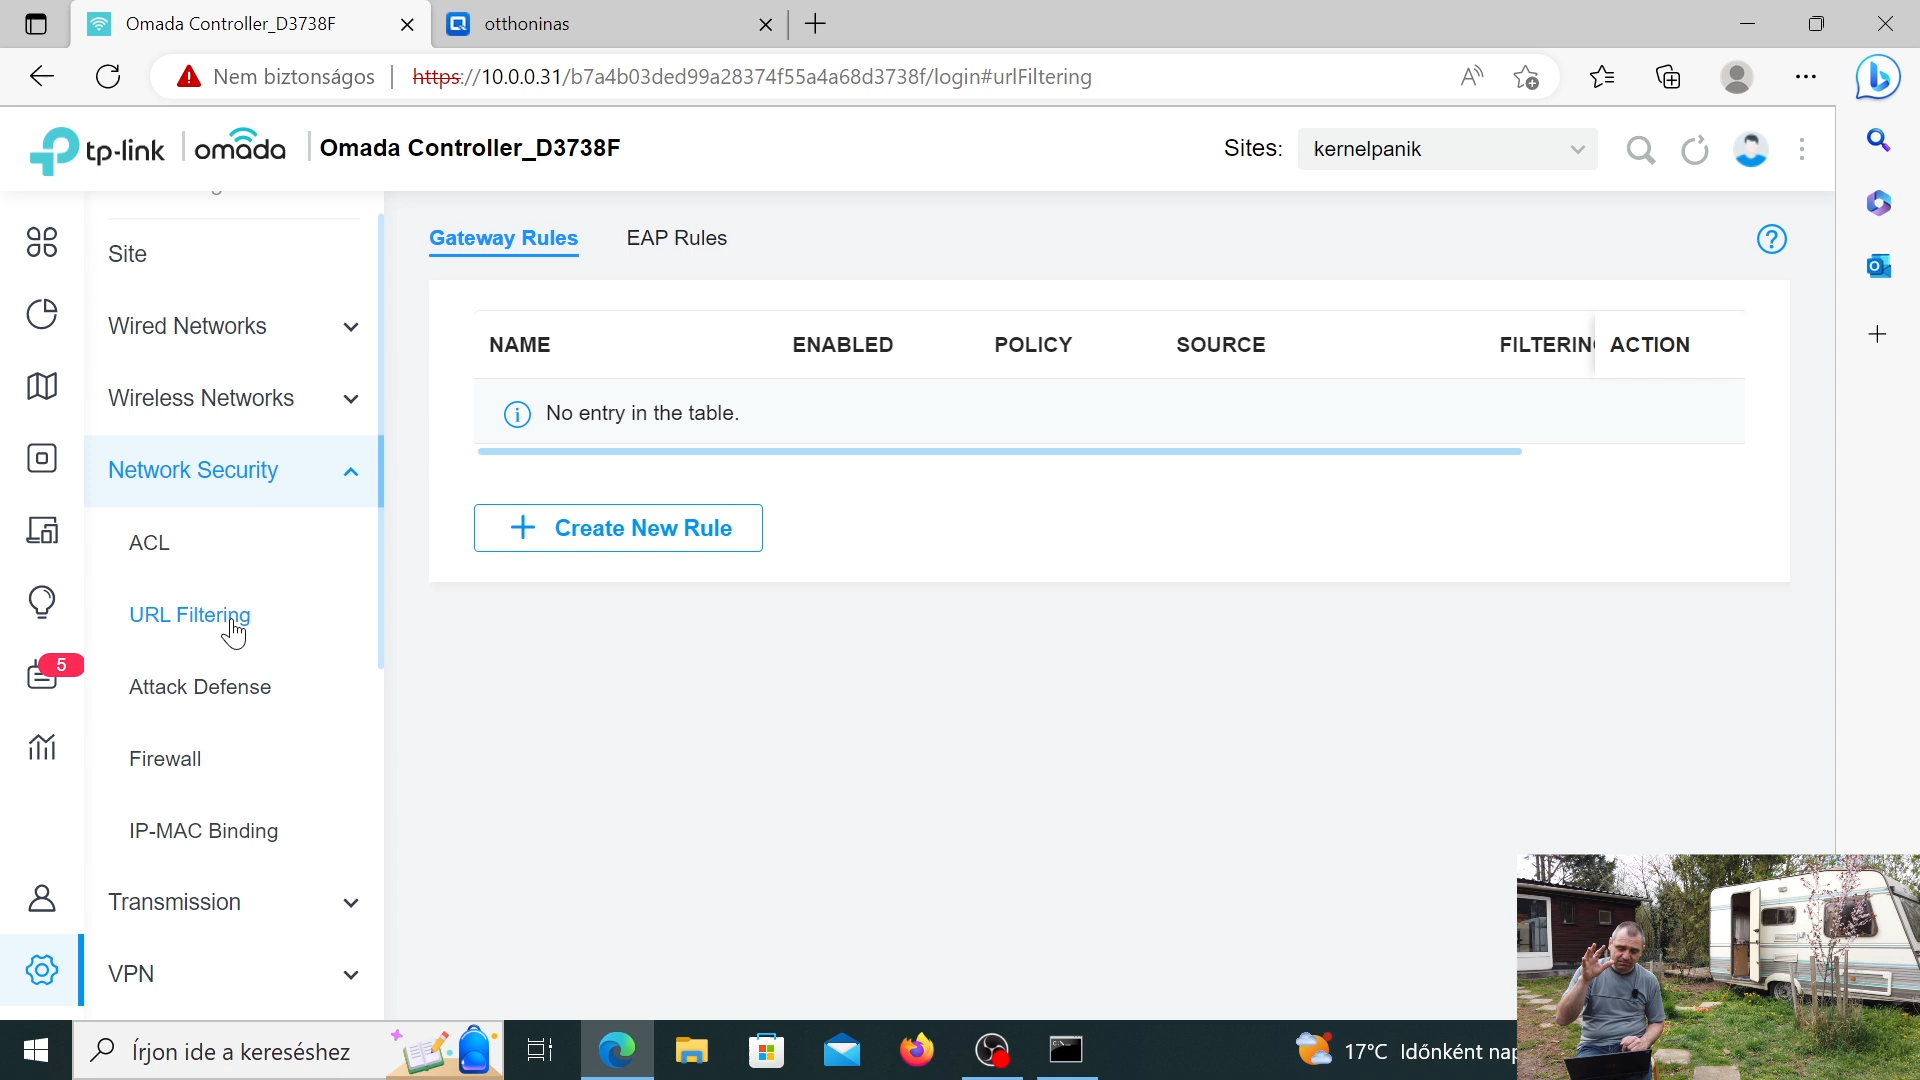 Omada Controller_D3738F
otthoninas
Nem biztonságos
https://10.0.0.31/b7a4b03ded99a28374f55a4a68d3738f/login#urlFiltering
tp-link
omada
Omada Controller_D3738F
Sites:
kernelpanik
Site
Wired Networks
Wireless Networks
Network Security
ACL
URL Filtering
Attack Defense
Firewall
IP-MAC Binding
Transmission
VPN
5
Gateway Rules
EAP Rules
NAME
ENABLED
POLICY
SOURCE
FILTERIN
ACTION
No entry in the table.
Create New Rule
Írjon ide a kereséshez
17°C Időnként nap